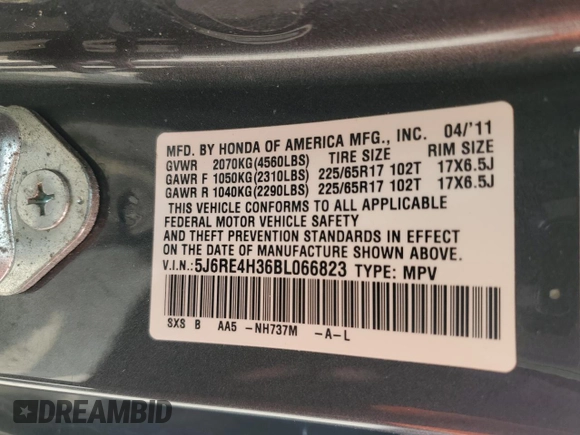 MFD. BY HONDA OF AMERICA MFG., INC. 04/'11
GVWR 2070KG(4560LBS) TIRE SIZE RIM SIZE
GAWR F 1050KG(2310LBS) 225/65R17 102T 17X6.5J
GAWR R 1040KG(2290LBS) 225/65R17 102T 17X6.5J
THIS VEHICLE CONFORMS TO ALL APPLICABLE
FEDERAL MOTOR VEHICLE SAFETY
AND THEFT PREVENTION STANDARDS IN EFFECT
ON THE DATE OF MANUFACTURE SHOWN ABOVE.
V.I.N.: 5J6RE4H36BL066823 TYPE: MPV
SXS B AA5 -NH737M -A-L
DREAMBID